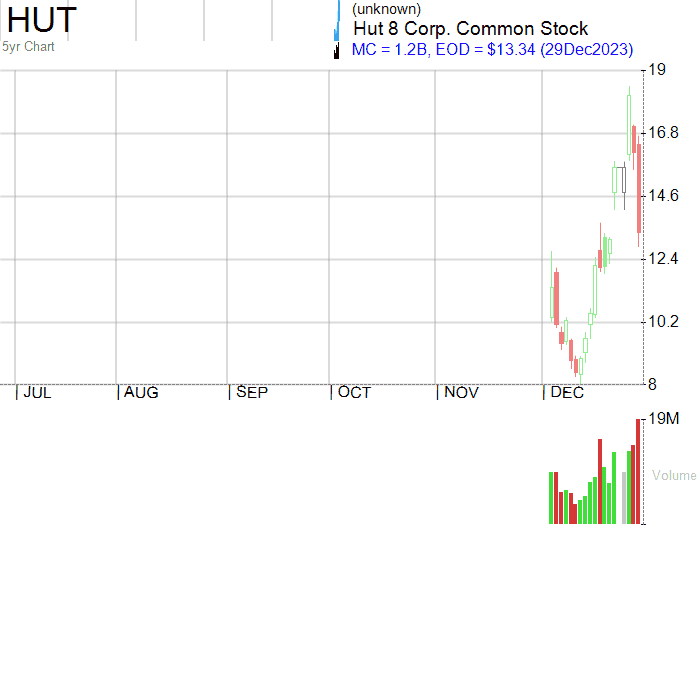 HUT
5yr Chart
(unknown)
Hut 8 Corp. Common Stock
MC = 1.2B, EOD = $13.34 (29Dec2023)
19
16.8
14.6
12.4
10.2
8
JUL AUG SEP OCT NOV DEC
19M
Volume